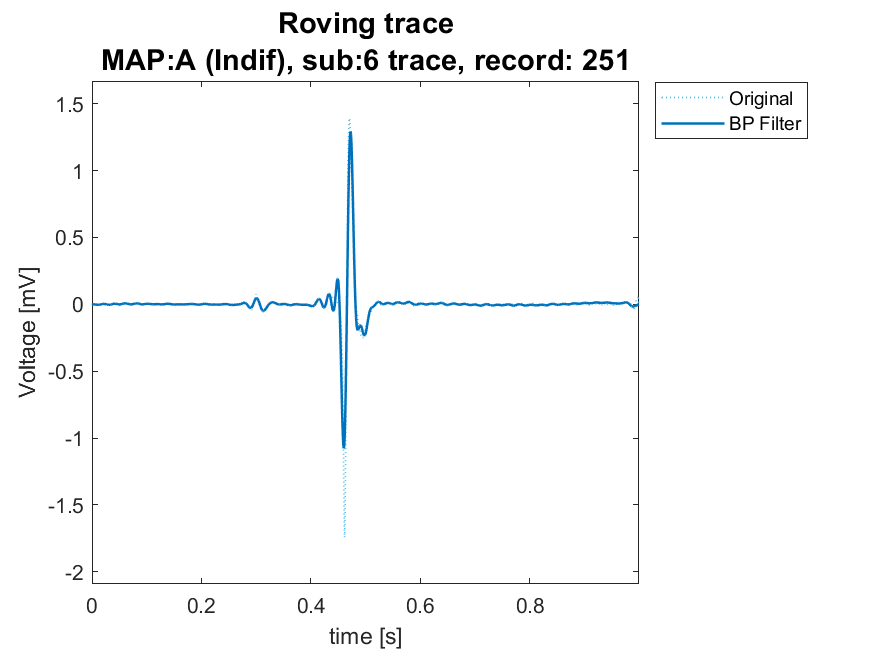 Roving trace
MAP:A (Indif), sub:6 trace, record: 251
Original
BP Filter
1.5
1
0.5
0
-0.5
-1
-1.5
-2
Voltage [mV]
0
0.2
0.4
0.6
0.8
time [s]